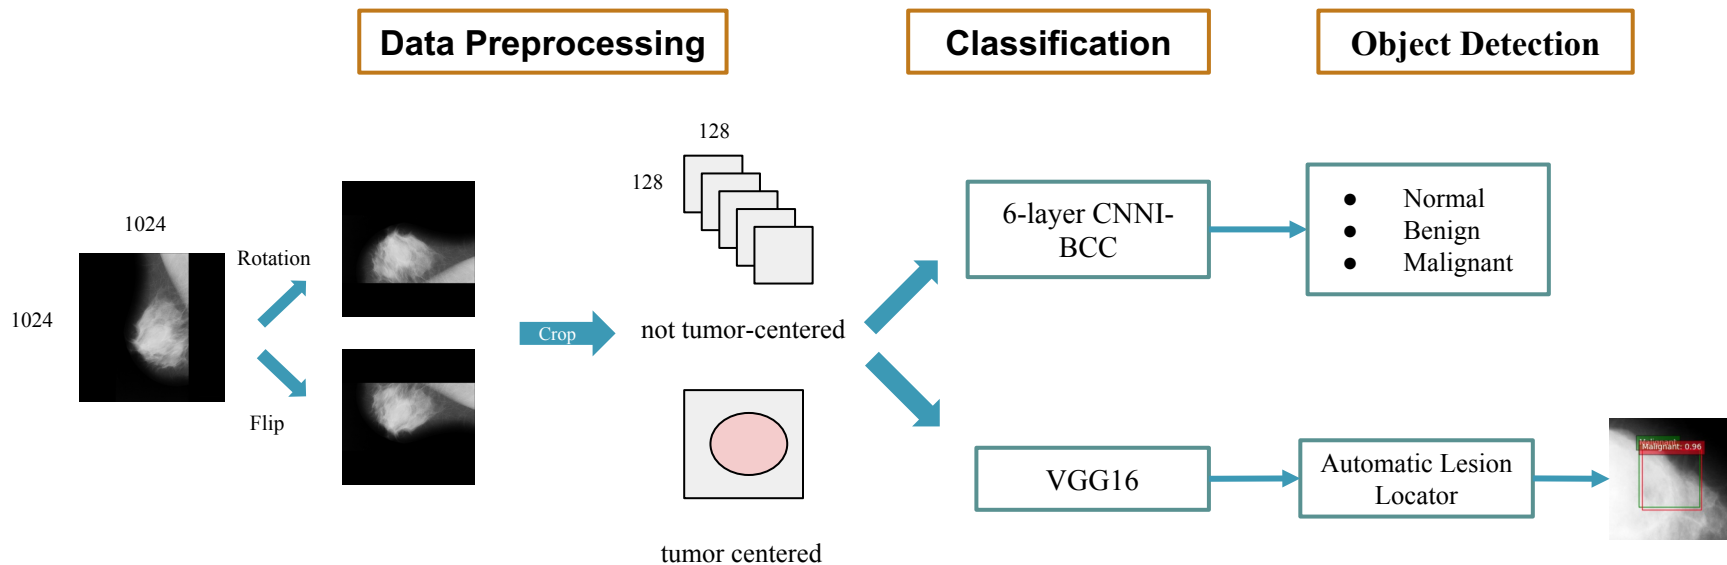 Data Preprocessing
Classification
Object Detection
128
128
1024
1024
Rotation
Flip
Crop
not tumor-centered
tumor centered
6-layer CNNI-
BCC
● Normal
● Benign
● Malignant
VGG16
Automatic Lesion
Locator
Malignant: 0.96